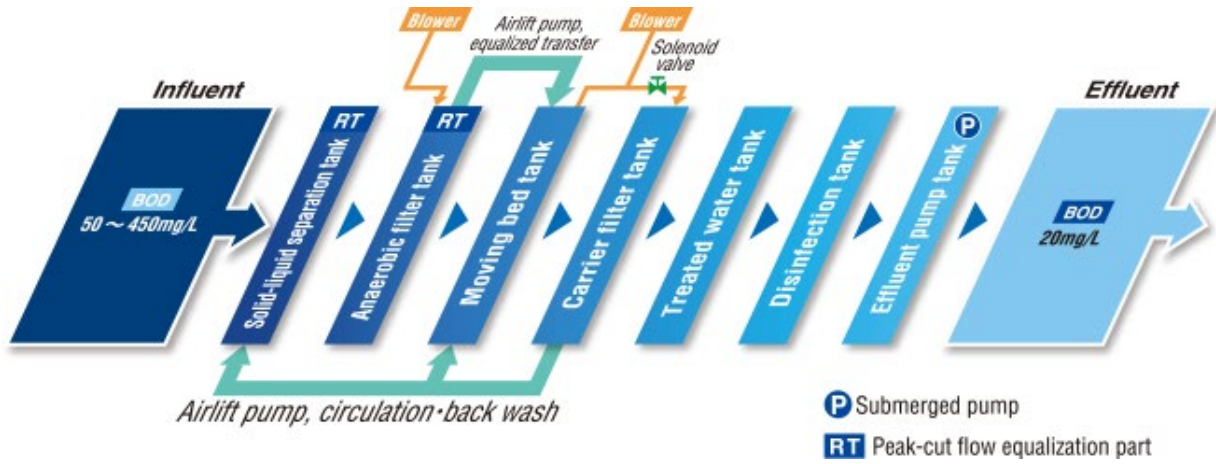 Blower
Airlift pump,
equalized transfer
Blower
Solenoid
valve
Influent
Effluent
RT
RT
P
BOD
50～450mg/L
Solid-liquid separation tank
Anaerobic filter tank
Moving bed tank
Carrier filter tank
Treated water tank
Disinfection tank
Effluent pump tank
BOD
20mg/L
Airlift pump, circulation･back wash
P Submerged pump
RT Peak-cut flow equalization part